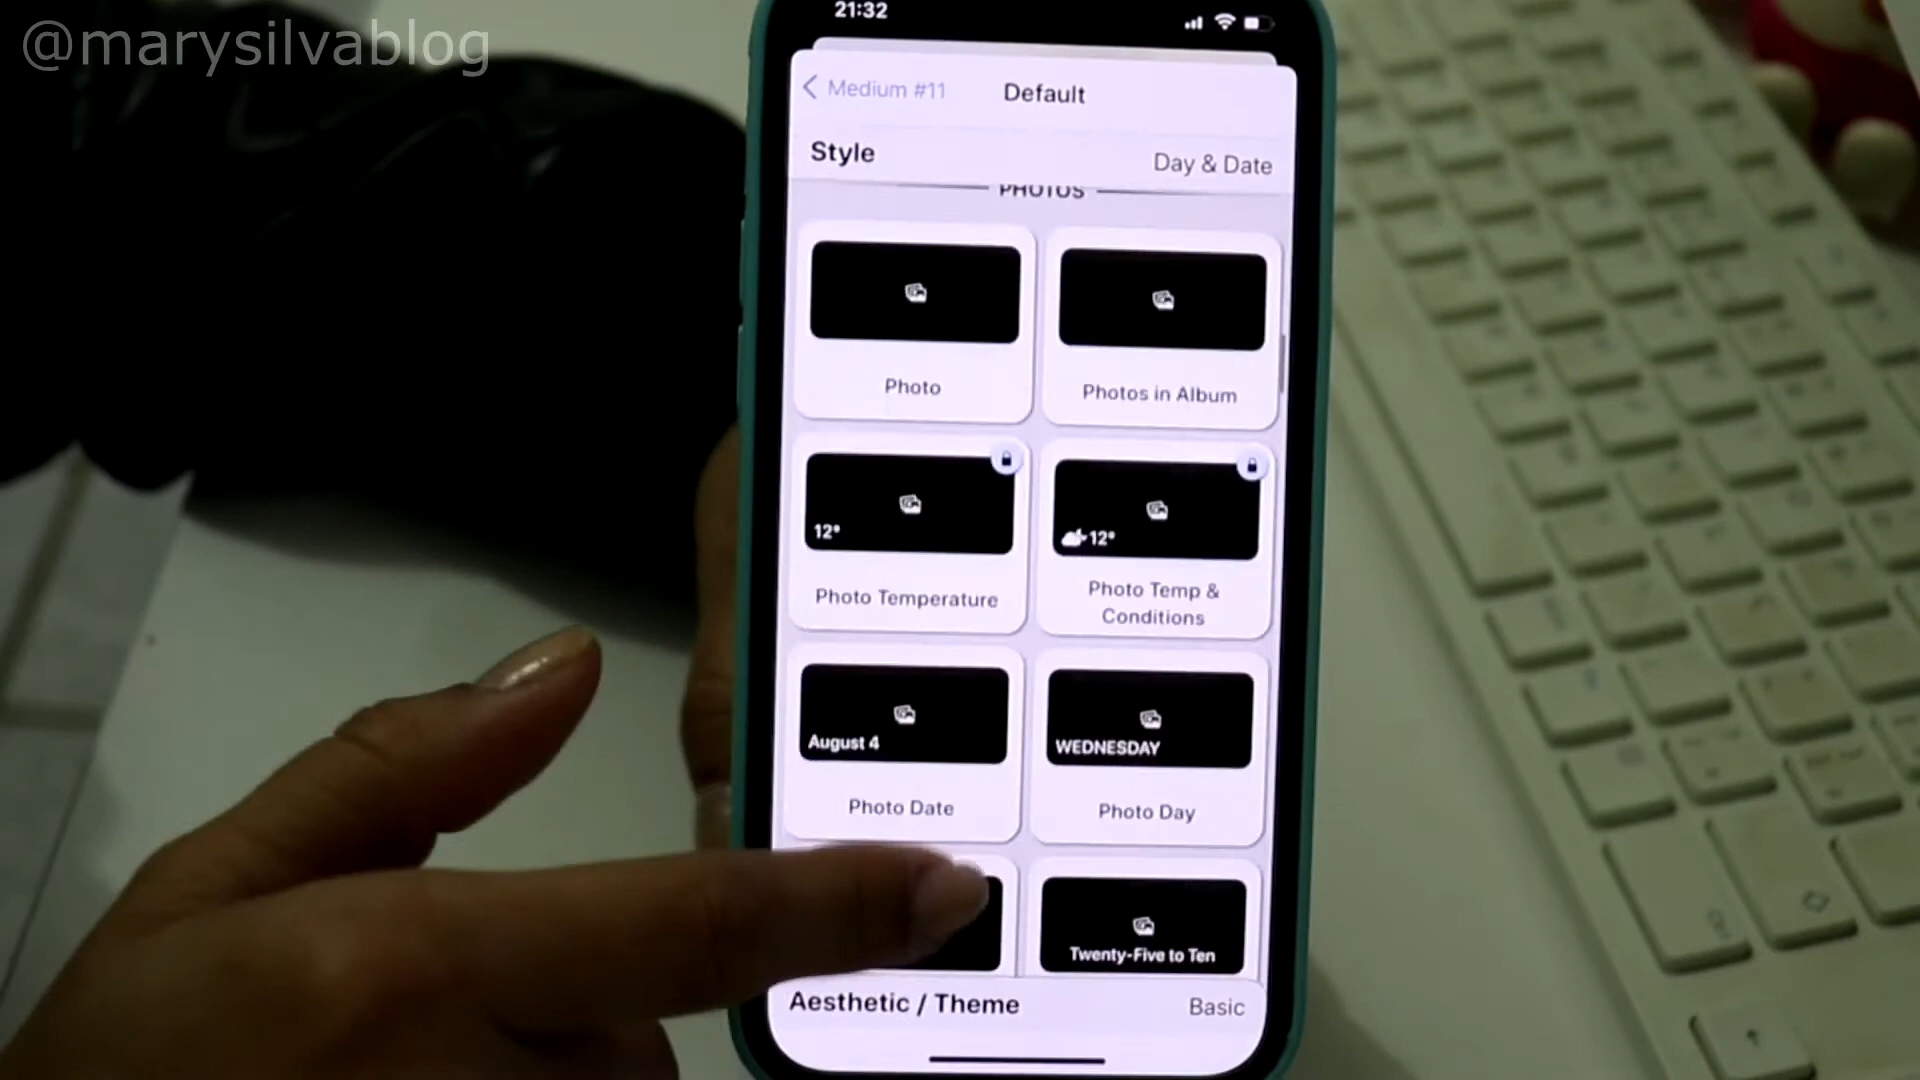 @marysilvablog
21:32
Medium #11
Default
Style
Day & Date
PHOTOS
Photo
Photos in Album
12°
12°
Photo Temperature
Photo Temp &
Conditions
August 4
WEDNESDAY
Photo Date
Photo Day
Twenty-Five to Ten
Aesthetic / Theme
Basic